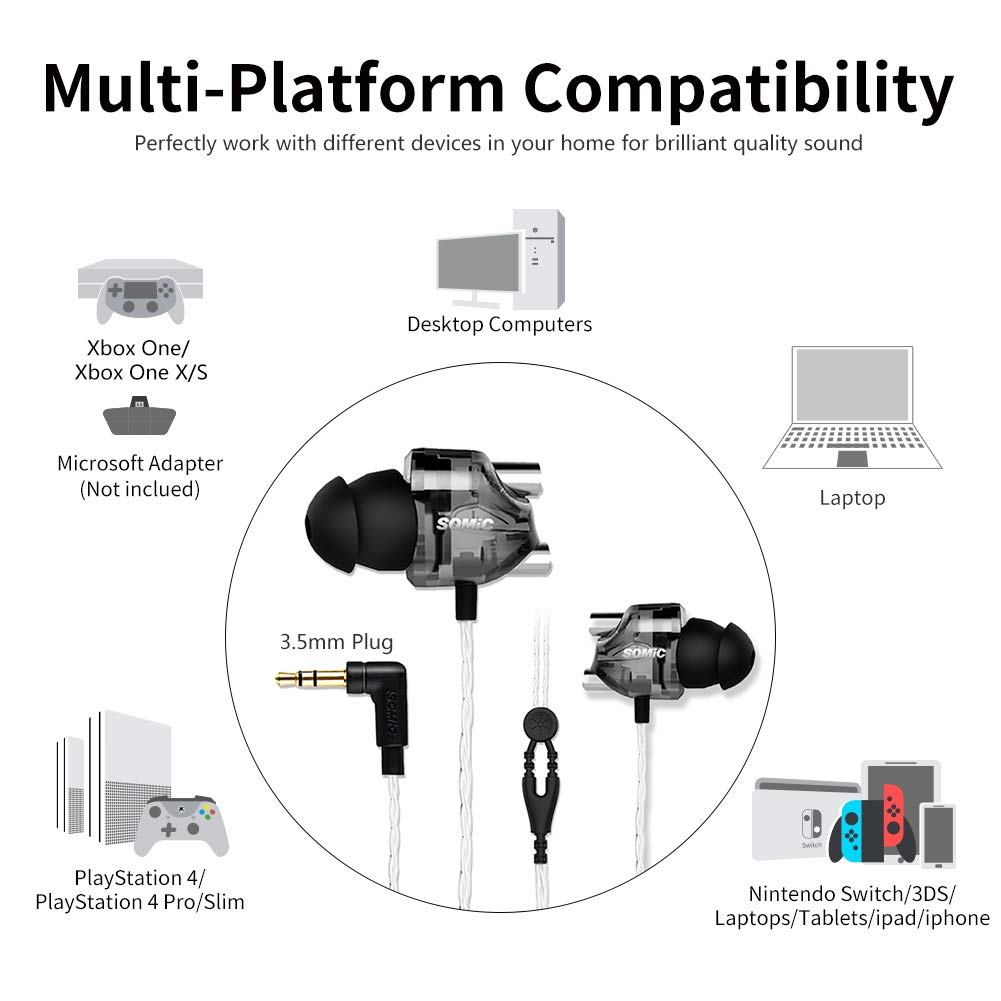 Multi-Platform Compatibility
Perfectly work with different devices in your home for brilliant quality sound
Desktop Computers
Xbox One/
Xbox One X/S
Microsoft Adapter
(Not inclued)
Laptop
SOMiC
3.5mm Plug
SOMiC
SOMiC
PlayStation 4/
PlayStation 4 Pro/Slim
Switch
Nintendo Switch/3DS/
Laptops/Tablets/ipad/iphone